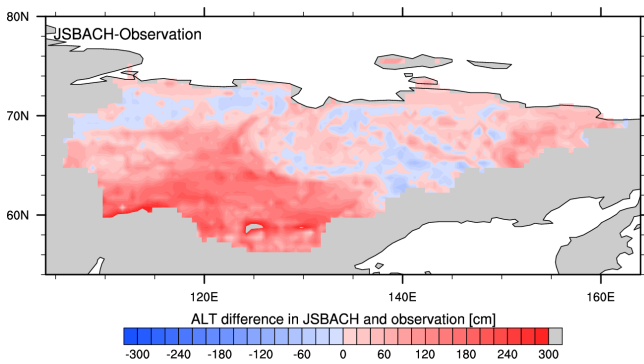 80N
JSBACH-Observation
70N
60N
120E 140E 160E
ALT difference in JSBACH and observation [cm]
-300 -240 -180 -120 -60 0 60 120 180 240 300